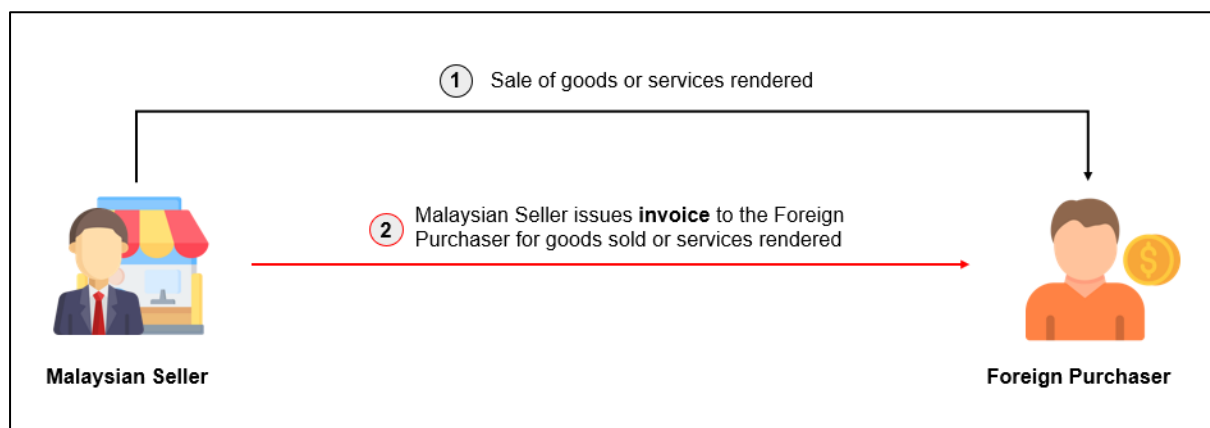 1 Sale of goods or services rendered
2 Malaysian Seller issues invoice to the Foreign
Purchaser for goods sold or services rendered
$
Malaysian Seller
Foreign Purchaser